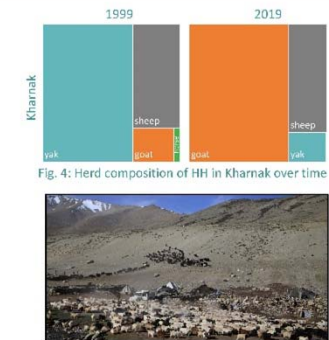 1999 2019
Kharnak
sheep
yak
goat
sheep
goat
yak
Fig. 4: Herd composition of HH in Kharnak over time